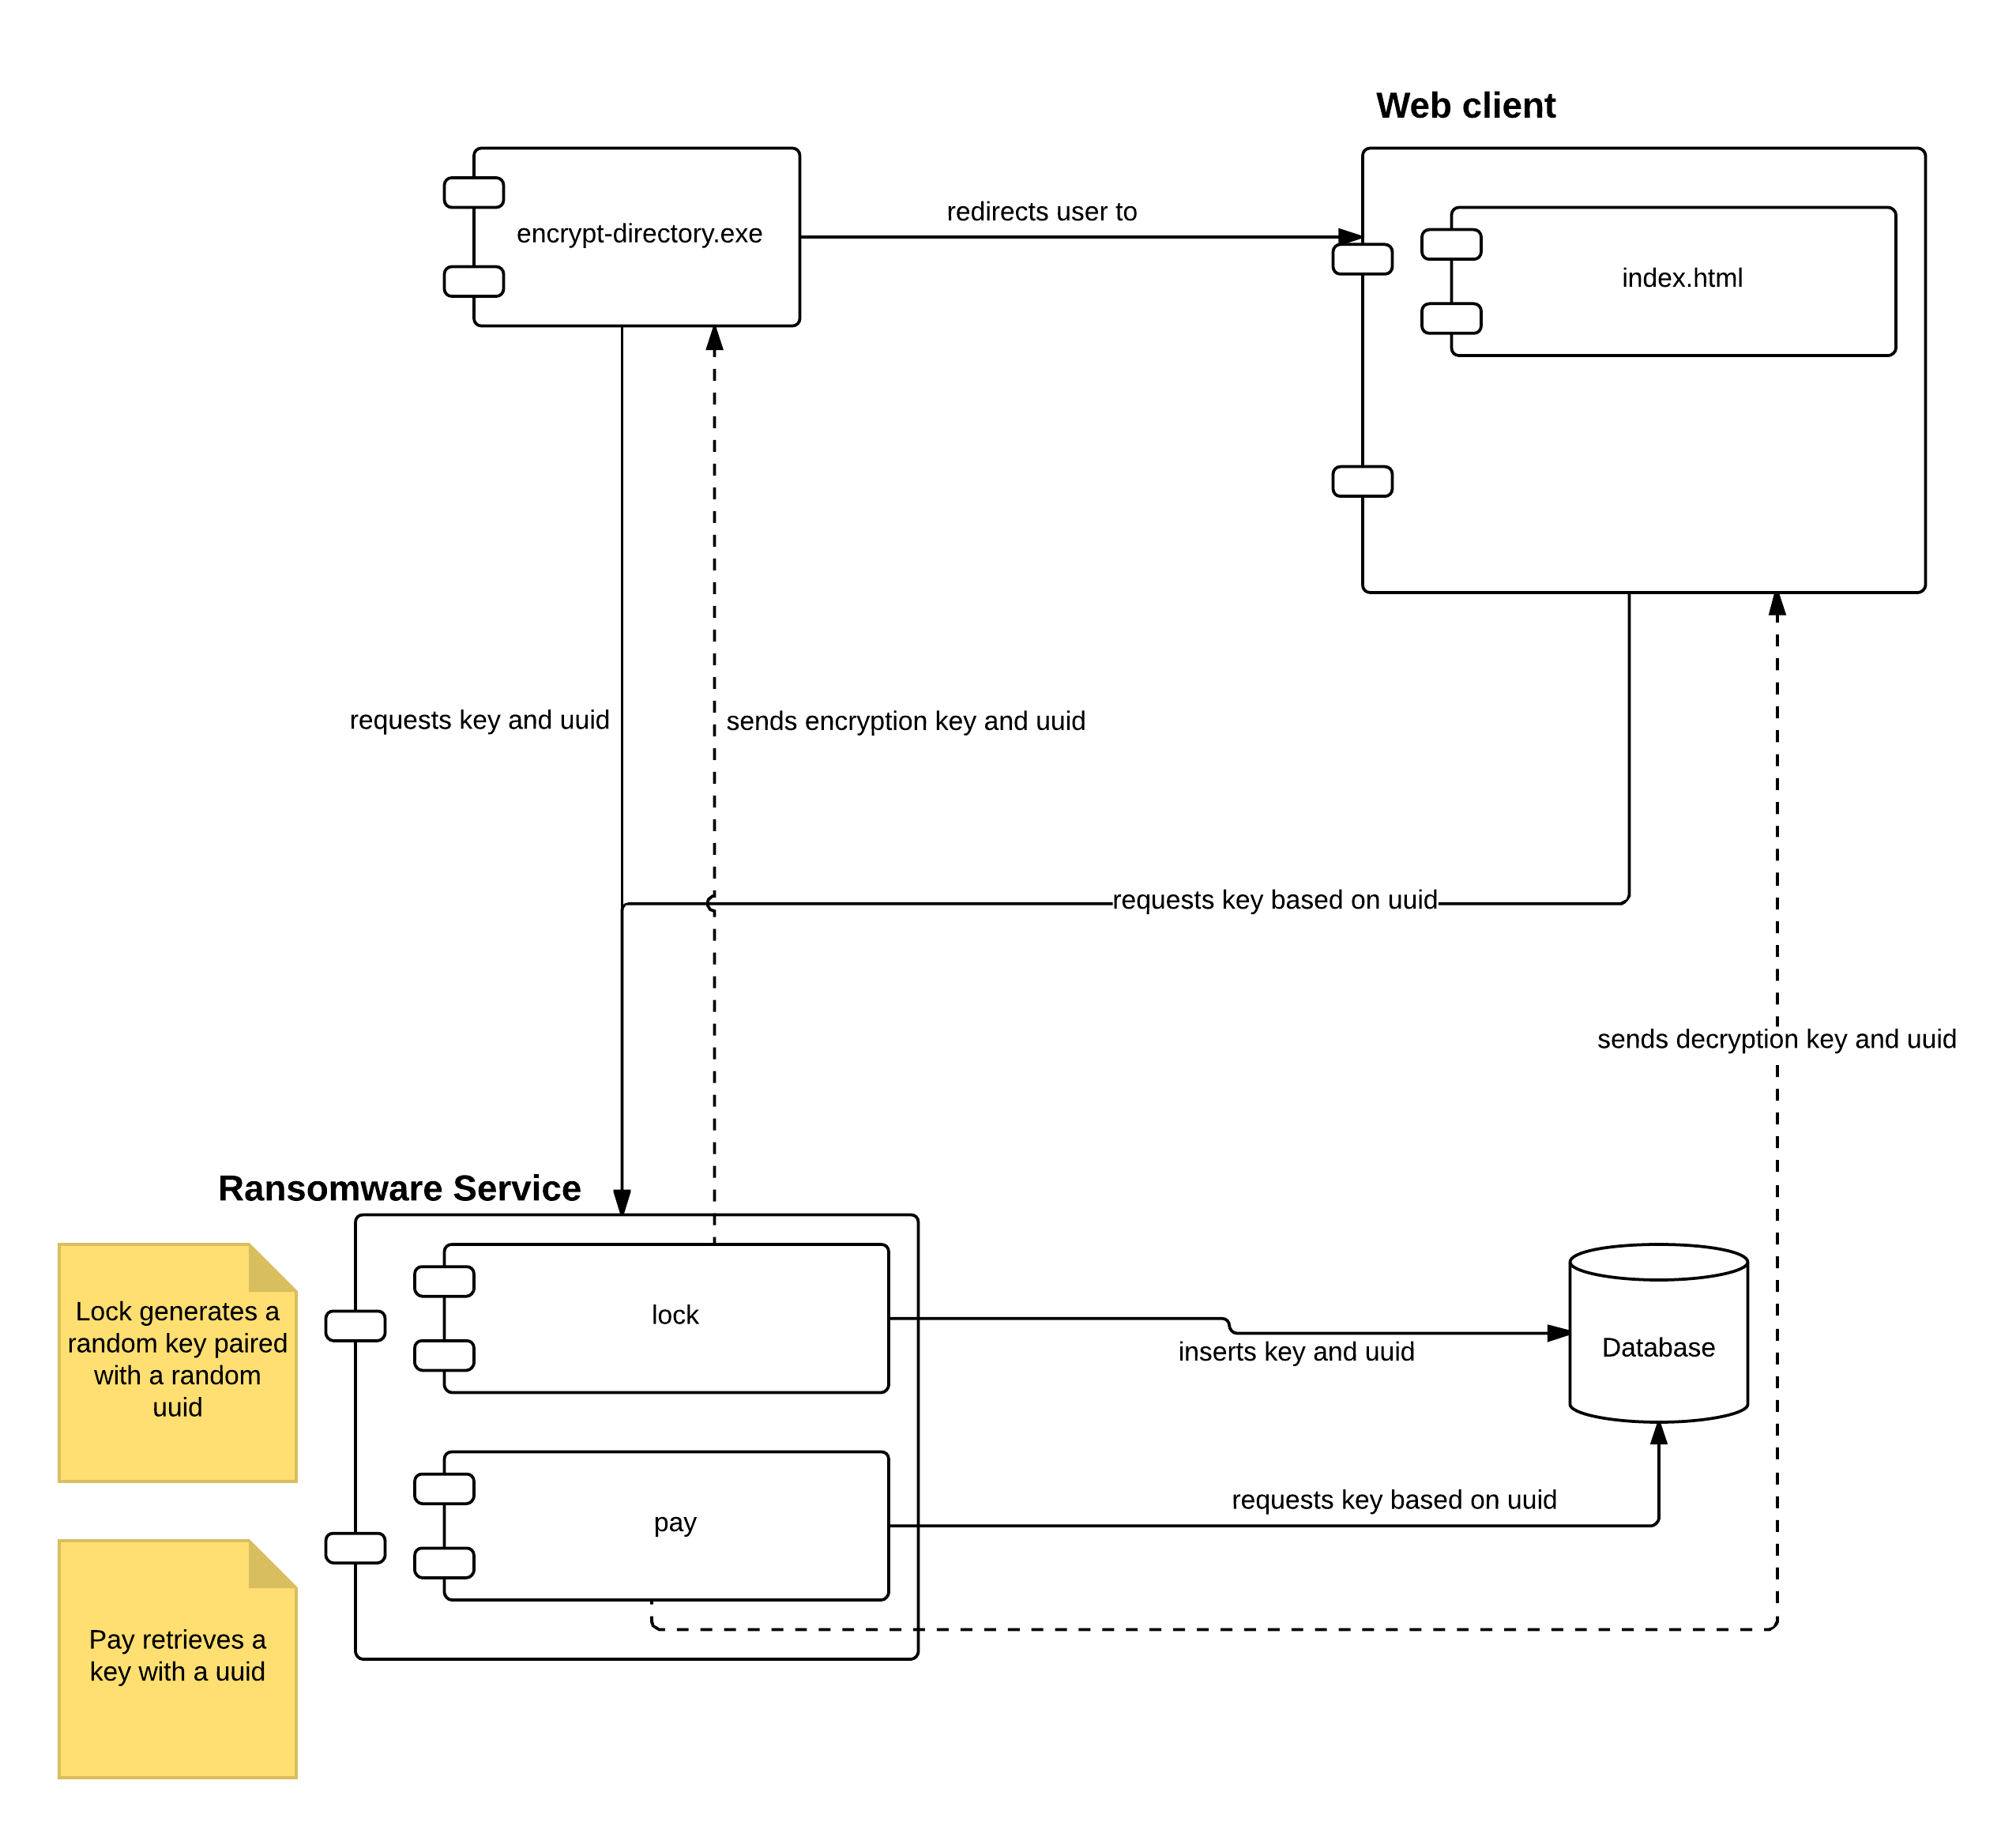 Web client
encrypt-directory.exe
redirects user to
index.html
requests key and uuid
sends encryption key and uuid
requests key based on uuid
sends decryption key and uuid
Ransomware Service
Lock generates a
random key paired
with a random
uuid
lock
inserts key and uuid
Database
pay
requests key based on uuid
Pay retrieves a
key with a uuid